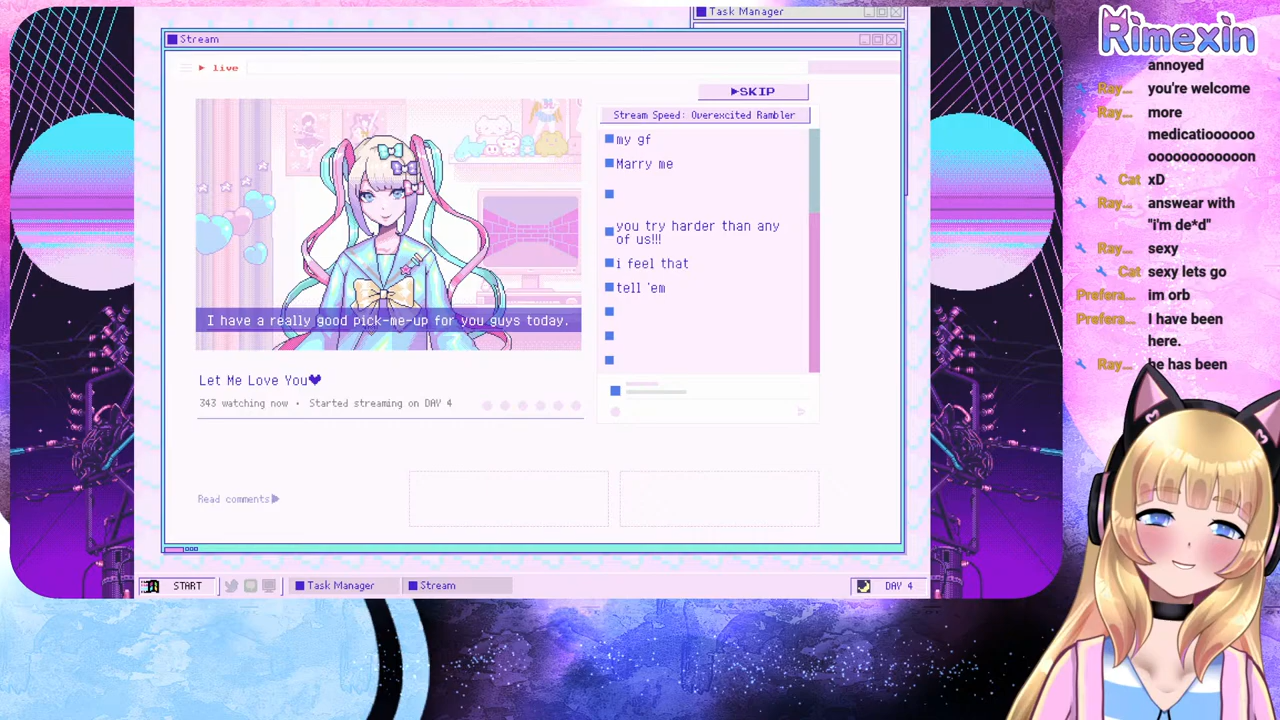 Task Manager
Stream
live
▶SKIP
Stream Speed: Overexcited Rambler
my gf
Marry me
you try harder than any
of us!!!
i feel that
tell 'em
I have a really good pick-me-up for you guys today.
Let Me Love You
343 watching now • Started streaming on DAY 4
Read comments▶
START
Task Manager
Stream
DAY 4
Rimexin
annoyed
Ray... you're welcome
Ray... more
medicatioooooo
oooooooooooon
Cat xD
Ray... answear with
"i'm de*d"
Ray... sexy
Cat sexy lets go
Prefera... im orb
Prefera... I have been
here.
Ray... he has been